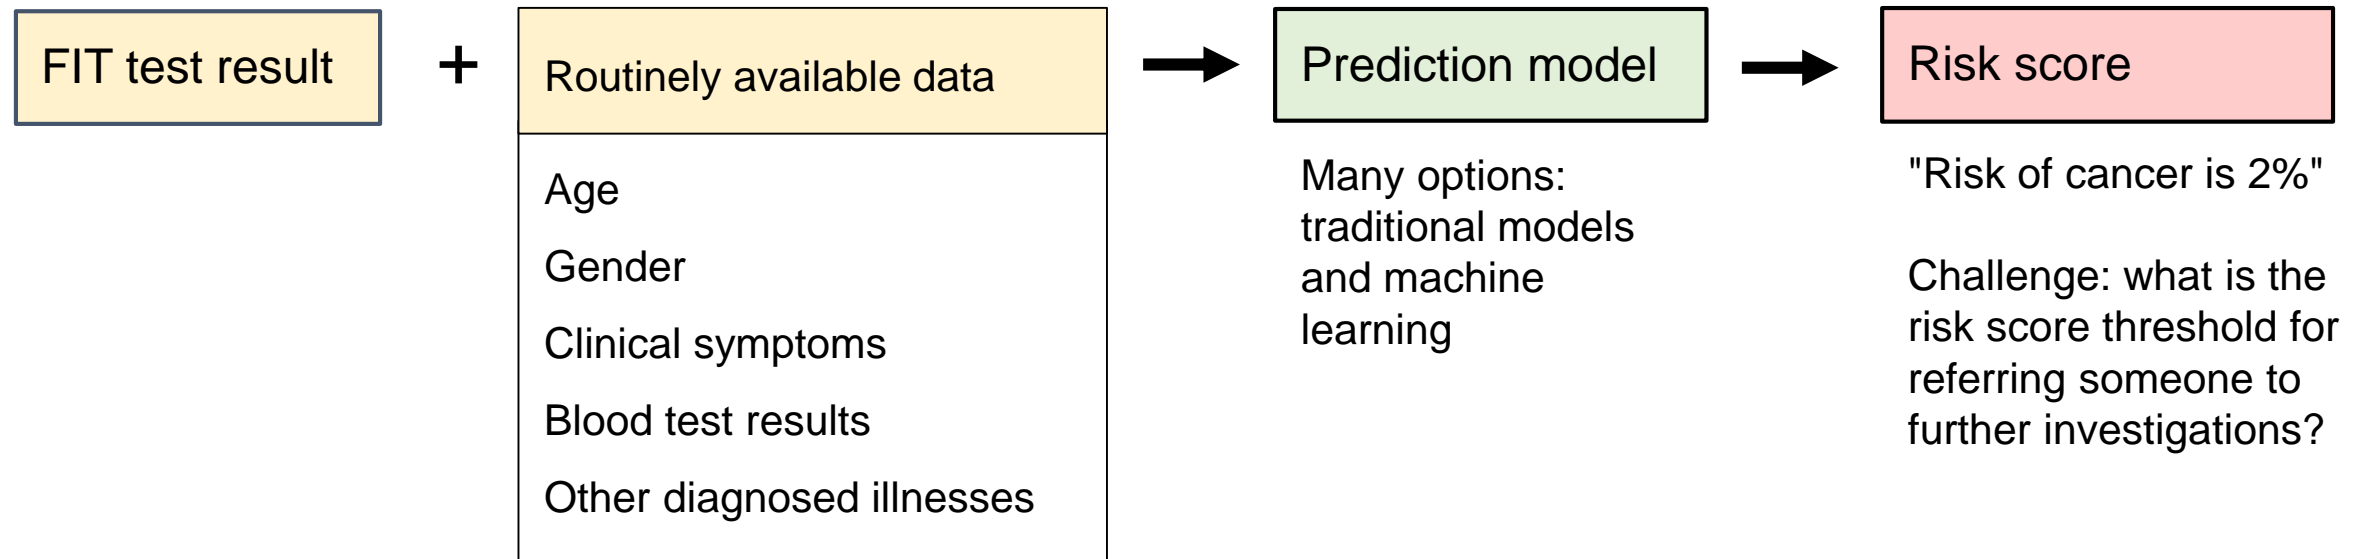 FIT test result
+
Routinely available data
Age
Gender
Clinical symptoms
Blood test results
Other diagnosed illnesses
Prediction model
Many options:
traditional models
and machine
learning
Risk score
"Risk of cancer is 2%"
Challenge: what is the
risk score threshold for
referring someone to
further investigations?